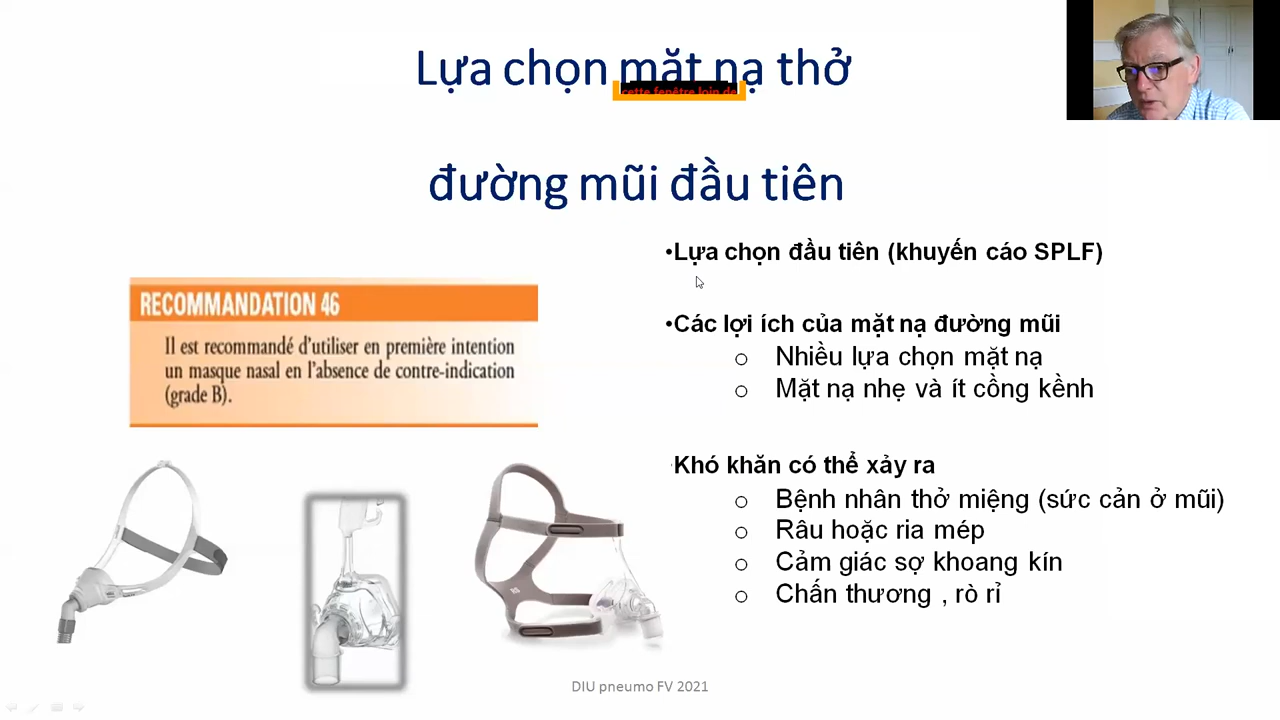 Lựa chọn mặt nạ thở
cette fenêtre loin de
đường mũi đầu tiên
•Lựa chọn đầu tiên (khuyến cáo SPLF)
RECOMMANDATION 46
Il est recommandé d'utiliser en première intention
un masque nasal en l'absence de contre-indication
(grade B).
•Các lợi ích của mặt nạ đường mũi
o Nhiều lựa chọn mặt nạ
o Mặt nạ nhẹ và ít cồng kềnh
Khó khăn có thể xảy ra
o Bệnh nhân thở miệng (sức cản ở mũi)
o Râu hoặc ria mép
o Cảm giác sợ khoang kín
o Chấn thương , rò rỉ
DIU pneumo FV 2021